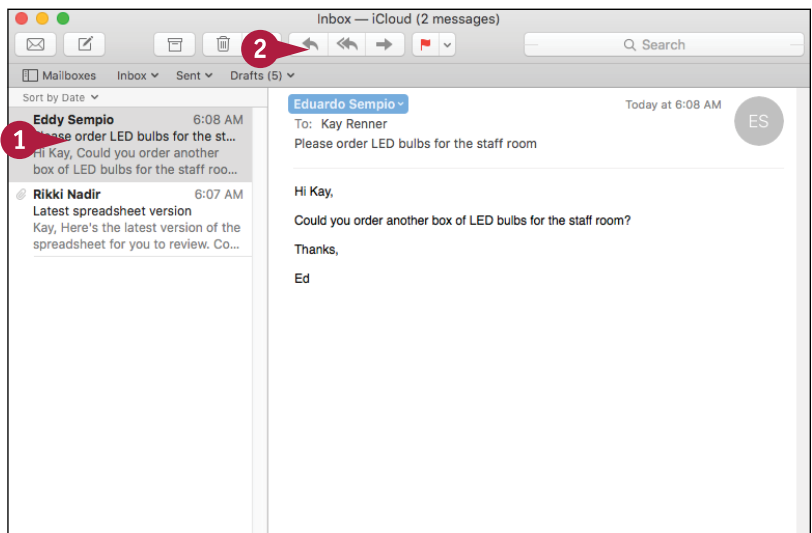 Inbox — iCloud (2 messages)
2
Search
Mailboxes Inbox Sent Drafts (5)
Sort by Date
Eddy Sempio 6:08 AM
Please order LED bulbs for the st...
1
Hi Kay, Could you order another
box of LED bulbs for the staff roo...
Rikki Nadir 6:07 AM
Latest spreadsheet version
Kay, Here's the latest version of the
spreadsheet for you to review. Co...
Eduardo Sempio Today at 6:08 AM
ES
To: Kay Renner
Please order LED bulbs for the staff room
Hi Kay,
Could you order another box of LED bulbs for the staff room?
Thanks,
Ed